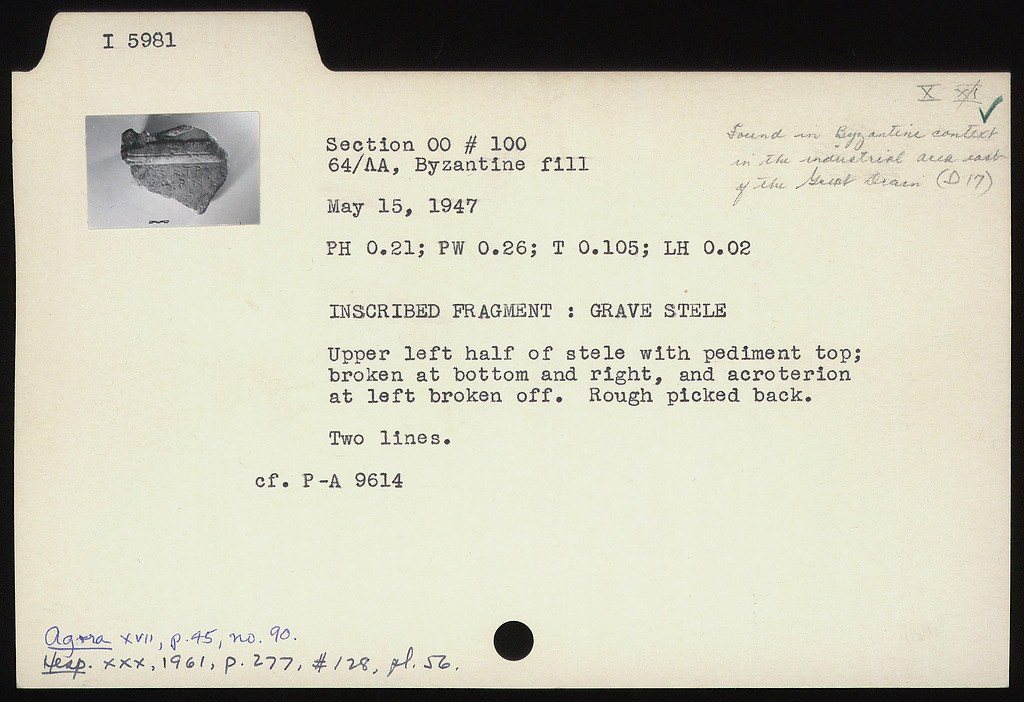 I 5981
X XI
Found in Byzantine context
in the industrial area east
of the Great Drain (D 17)
Section OO # 100
64/ΛΑ, Byzantine fill
May 15, 1947
PH 0.21; PW 0.26; T 0.105; LH 0.02
INSCRIBED FRAGMENT : GRAVE STELE
Upper left half of stele with pediment top;
broken at bottom and right, and acroterion
at left broken off. Rough picked back.
Two lines.
cf. P-A 9614
Agora XVII, p. 45, no. 90.
Hesp. XXX, 1961, p. 277, #128, pl. 56.